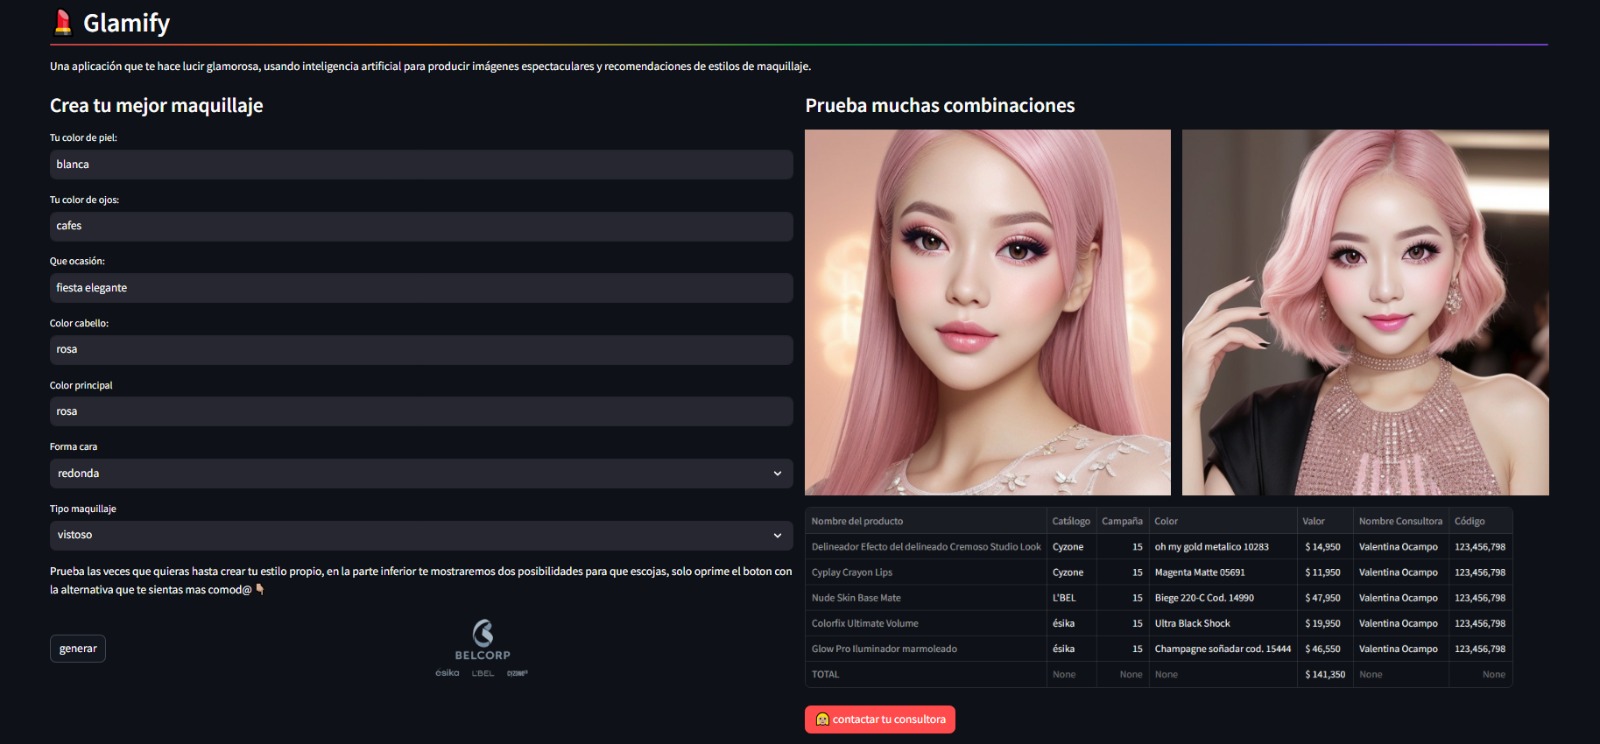 Glamify
Una aplicación que te hace lucir glamorosa, usando inteligencia artificial para producir imágenes espectaculares y recomendaciones de estilos de maquillaje.
Crea tu mejor maquillaje
Tu color de piel:
blanca
Tu color de ojos:
cafes
Que ocasión:
fiesta elegante
Color cabello:
rosa
Color principal
rosa
Forma cara
redonda
Tipo maquillaje
vistoso
Prueba las veces que quieras hasta crear tu estilo propio, en la parte inferior te mostraremos dos posibilidades para que escojas, solo oprime el boton con
la alternativa que te sientas mas comod@
generar
BELCORP
ésika L'BEL CYZONE
Prueba muchas combinaciones
Nombre del producto Catálogo Campaña Color Valor Nombre Consultora Código
Delineador Efecto del delineado Cremoso Studio Look Cyzone 15 oh my gold metalico 10283 $ 14,950 Valentina Ocampo 123,456,798
Cyplay Crayon Lips Cyzone 15 Magenta Matte 05691 $ 11,950 Valentina Ocampo 123,456,798
Nude Skin Base Mate L'BEL 15 Biege 220-C Cod. 14990 $ 47,950 Valentina Ocampo 123,456,798
Colorfix Ultimate Volume ésika 15 Ultra Black Shock $ 19,950 Valentina Ocampo 123,456,798
Glow Pro Iluminador marmoleado ésika 15 Champagne soñadar cod. 15444 $ 46,550 Valentina Ocampo 123,456,798
TOTAL None None None $ 141,350 None None
contactar tu consultora